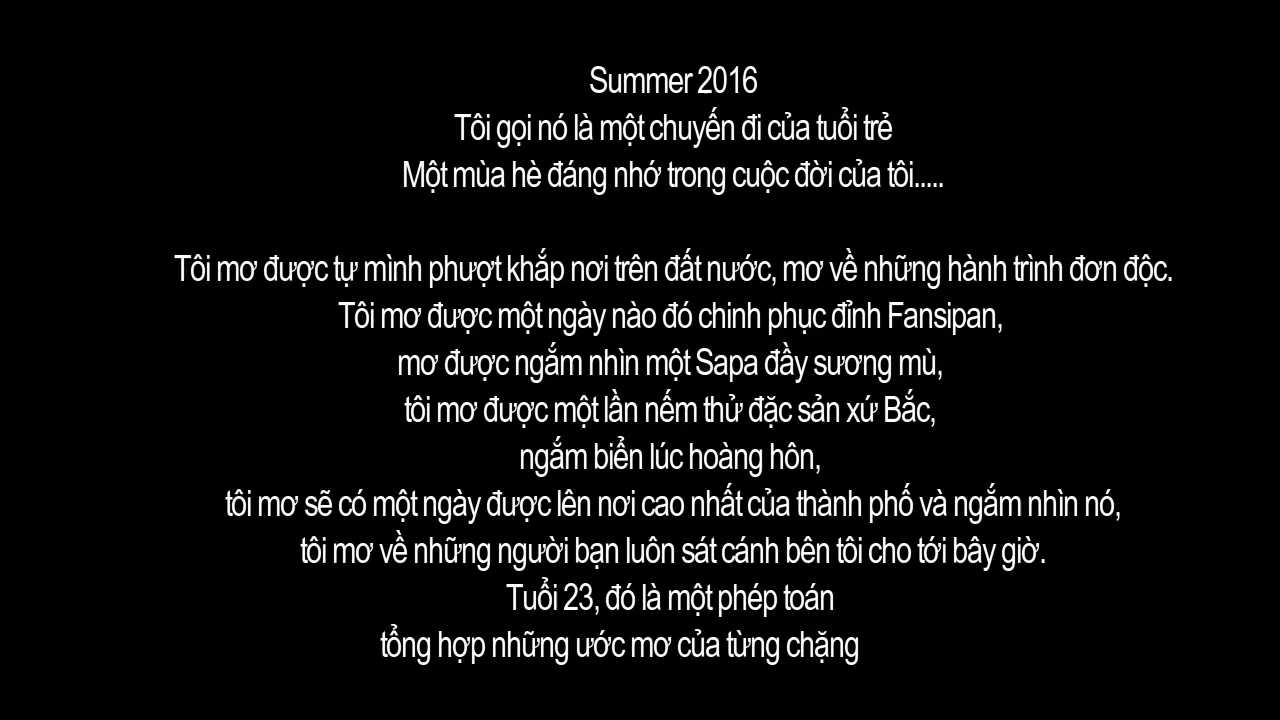 Summer 2016
Tôi gọi nó là một chuyến đi của tuổi trẻ
Một mùa hè đáng nhớ trong cuộc đời của tôi.....
Tôi mơ được tự mình phượt khắp nơi trên đất nước, mơ về những hành trình đơn độc.
Tôi mơ được một ngày nào đó chinh phục đỉnh Fansipan,
mơ được ngắm nhìn một Sapa đầy sương mù,
tôi mơ được một lần nếm thử đặc sản xứ Bắc,
ngắm biển lúc hoàng hôn,
tôi mơ sẽ có một ngày được lên nơi cao nhất của thành phố và ngắm nhìn nó,
tôi mơ về những người bạn luôn sát cánh bên tôi cho tới bây giờ.
Tuổi 23, đó là một phép toán
tổng hợp những ước mơ của từng chặng